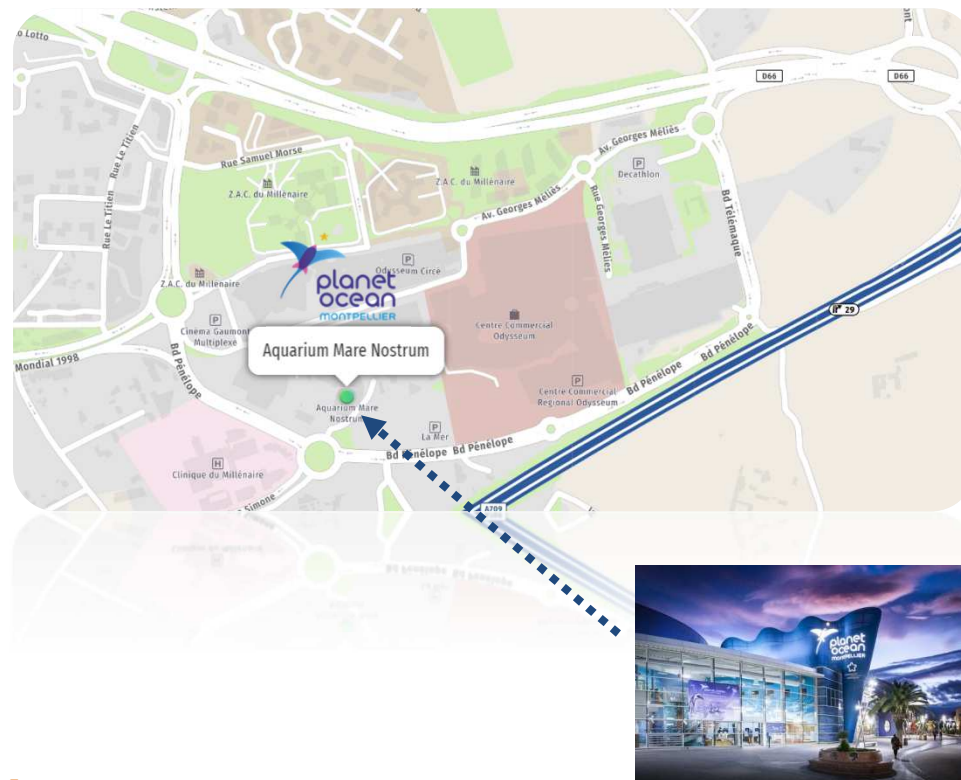 o Lotto
D66
D66
Rue Le Titien
Rue Le Titien
Rue Samuel Morse
Av. Georges Méliès
P
Decathlon
Z.A.C. du Millénaire
Z.A.C. du Millénaire
Rue Georges Méliès
Bd Télémaque
Av. Georges Méliès
P
Odysseum Circé
planet
ocean
MONTPELLIER
Z.A.C. du Millénaire
29
P
Cinéma Gaumont
Multiplexe
Centre Commercial
Odysseum
Mondial 1998
Bd Pénélope
Aquarium Mare Nostrum
Bd Pénélope
Bd Pénélope
P
Centre Commercial
Regional Odysseum
Aquarium Mare
Nostrum
P
La Mer
Bd Pénélope
Bd Pénélope
H
Clinique du Millénaire
Simone
A709
planet
ocean
MONTPELLIER